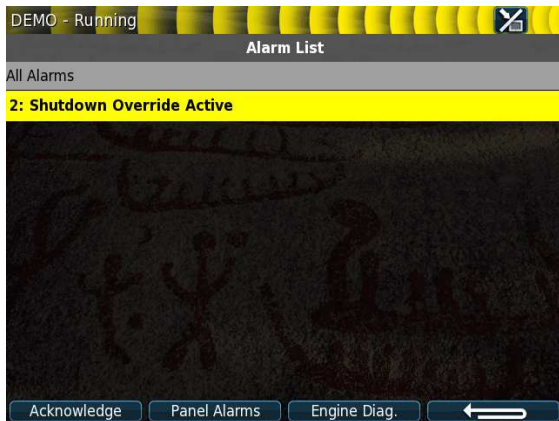 DEMO - Running
Alarm List
All Alarms
2: Shutdown Override Active
Acknowledge
Panel Alarms
Engine Diag.